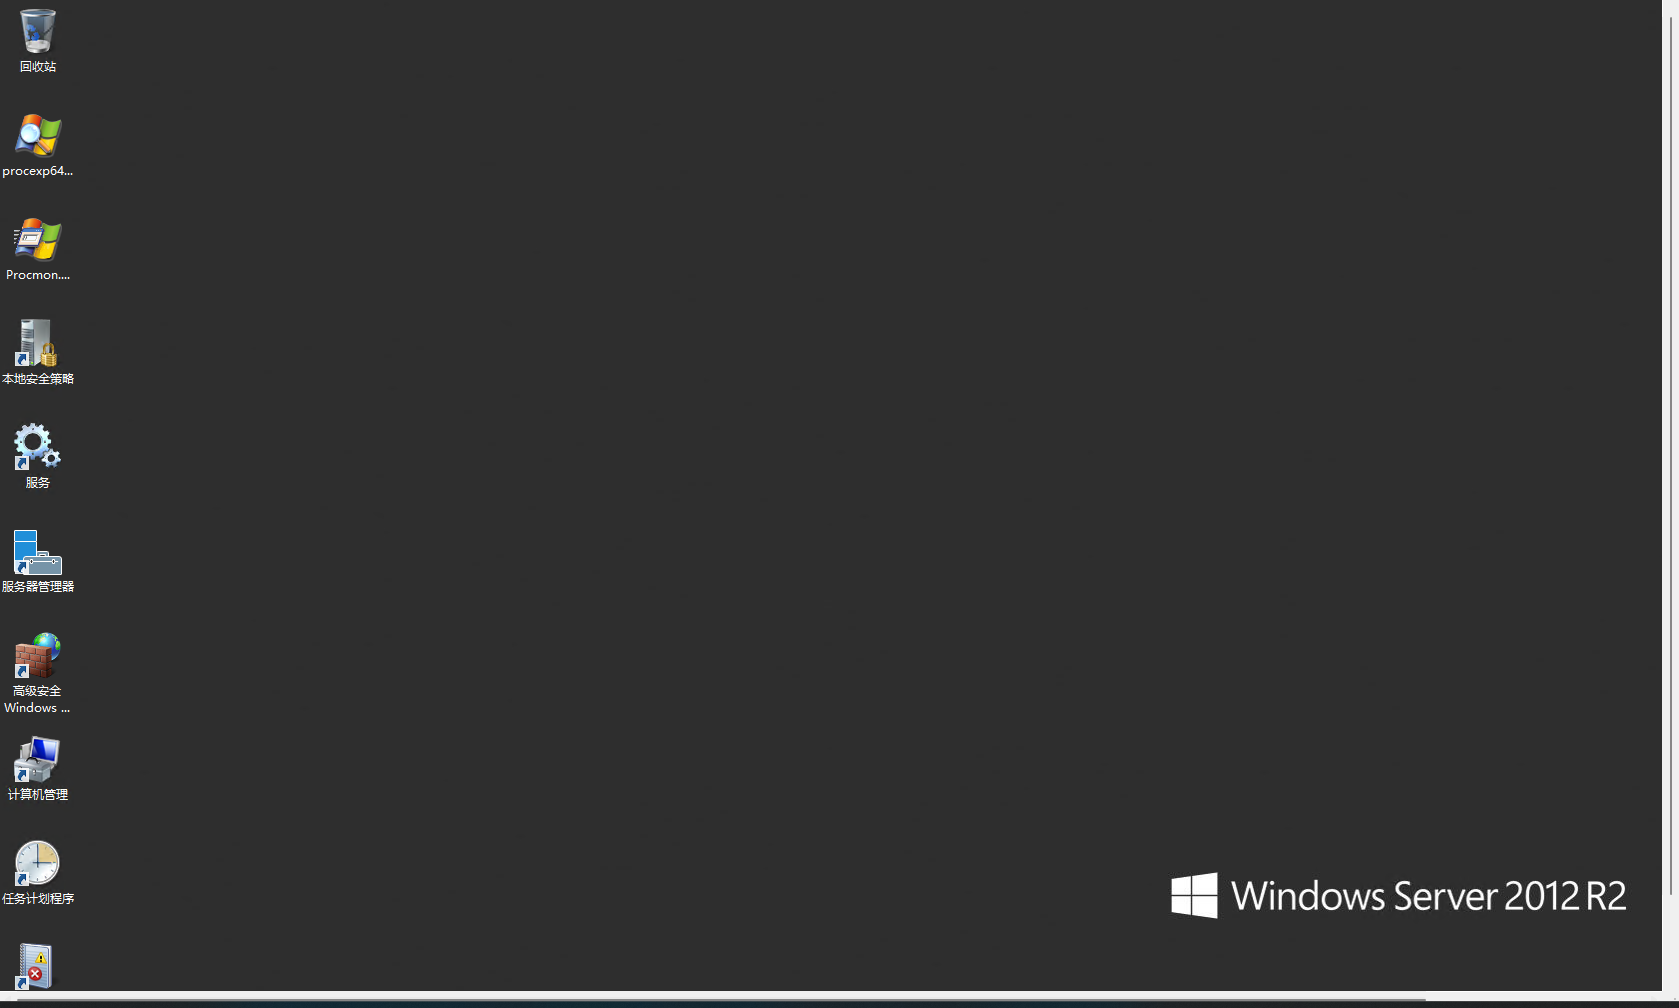 回收站
procexp64...
Procmon....
本地安全策略
服务
服务器管理器
高级安全
Windows ...
计算机管理
任务计划程序
Windows Server 2012 R2